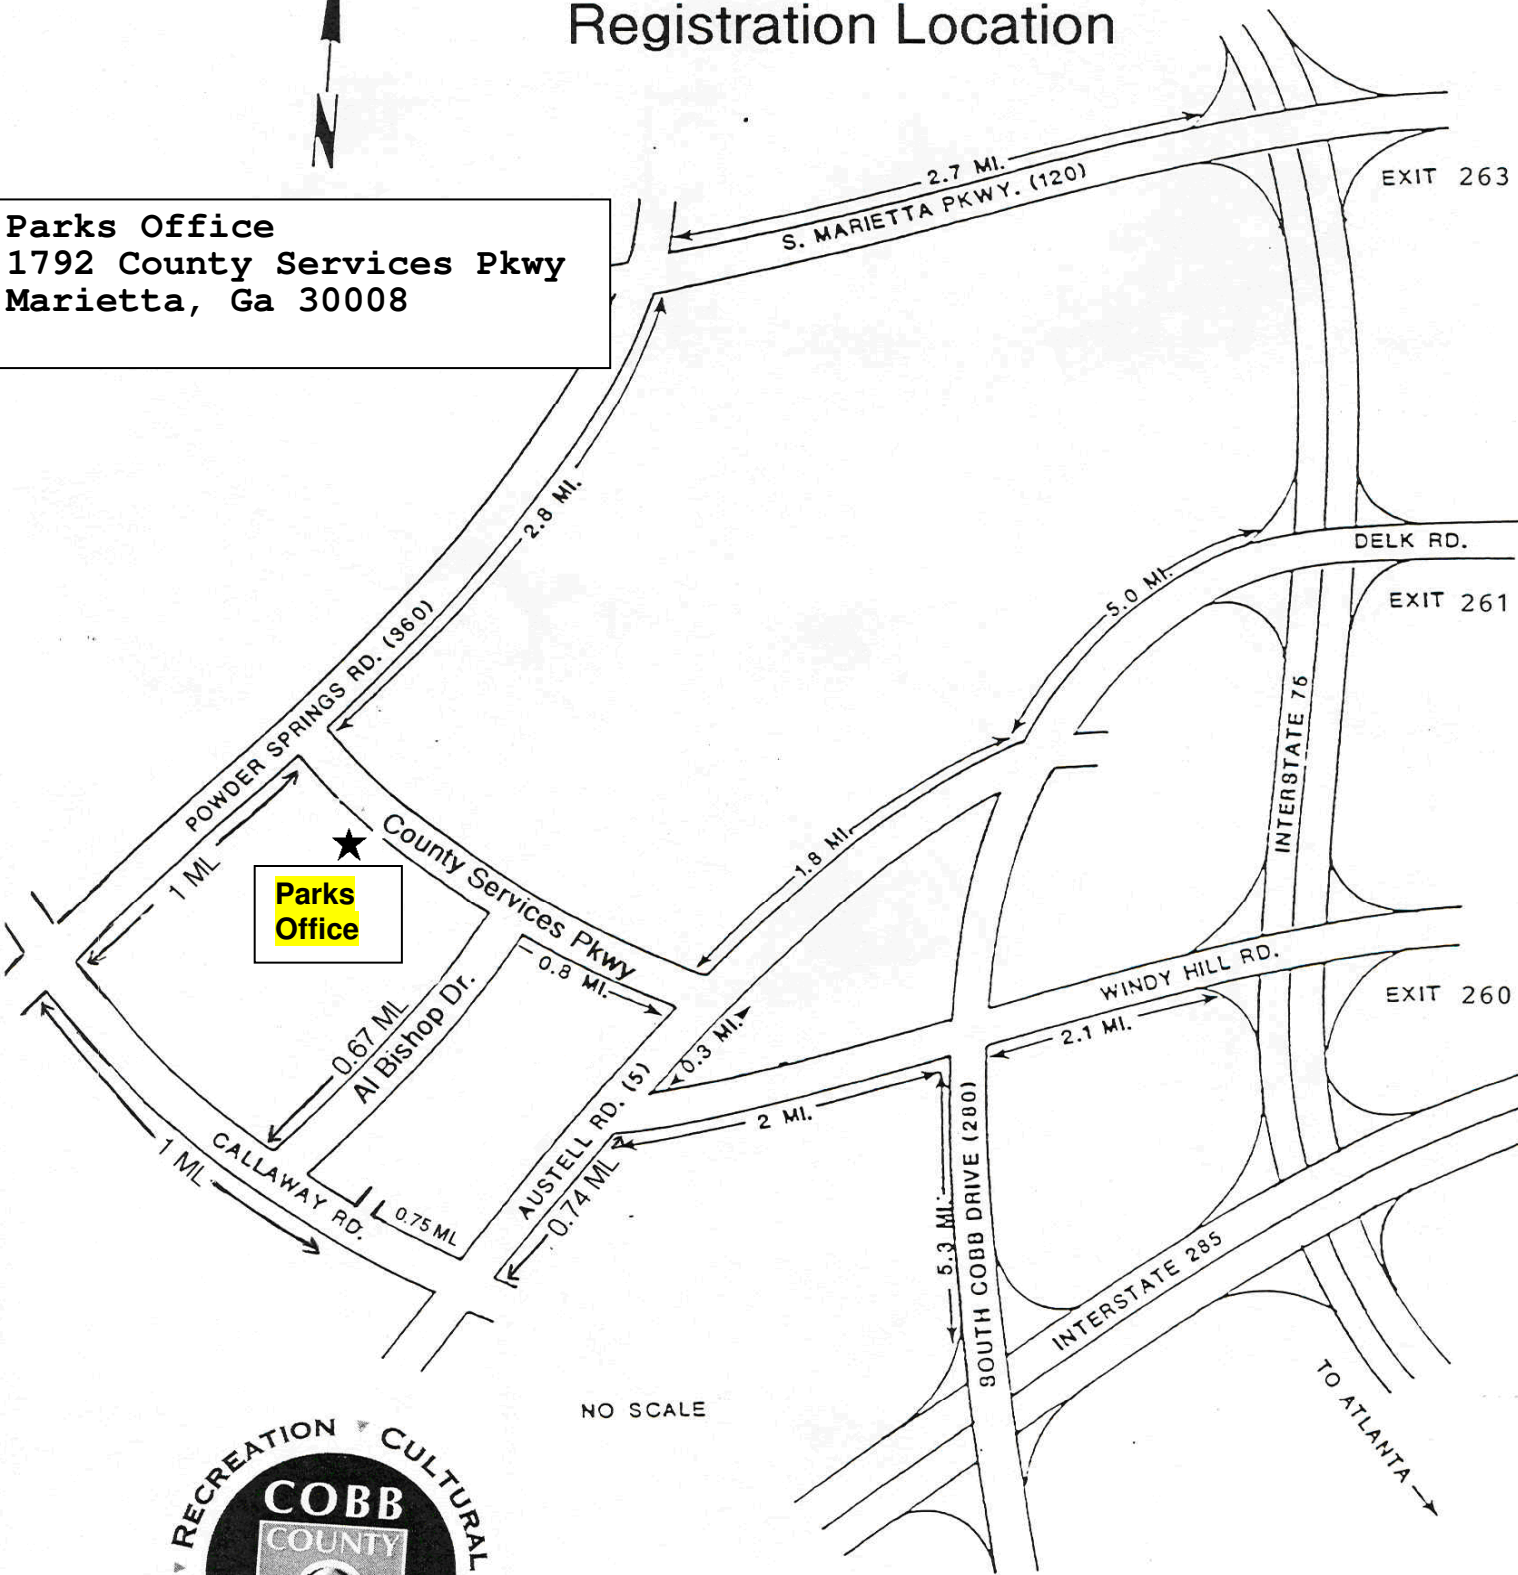 Registration Location
N
2.7 MI.
S. MARIETTA PKWY. (120)
EXIT 263
Parks Office
1792 County Services Pkwy
Marietta, Ga 30008
2.8 MI.
DELK RD.
5.0 MI.
EXIT 261
POWDER SPRINGS RD. (360)
INTERSTATE 75
1 ML
County Services Pkwy
1.8 MI.
Parks
Office
0.8 MI.
WINDY HILL RD.
EXIT 260
0.67 ML
Al Bishop Dr.
0.3 MI.
2.1 MI.
AUSTELL RD. (5)
2 MI.
CALLAWAY RD.
1 ML
0.75 ML
0.74 ML
5.3 MI.
SOUTH COBB DRIVE (280)
INTERSTATE 285
TO ATLANTA
NO SCALE
RECREATION CULTURAL
COBB
COUNTY